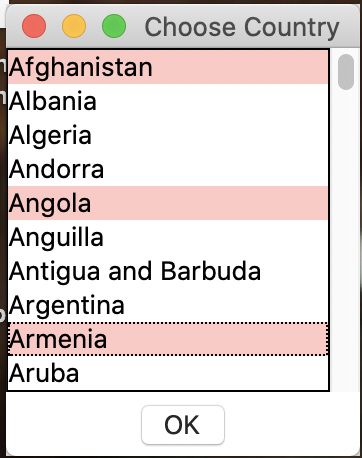 Choose Country
Afghanistan
Albania
Algeria
Andorra
Angola
Anguilla
Antigua and Barbuda
Argentina
Armenia
Aruba
OK